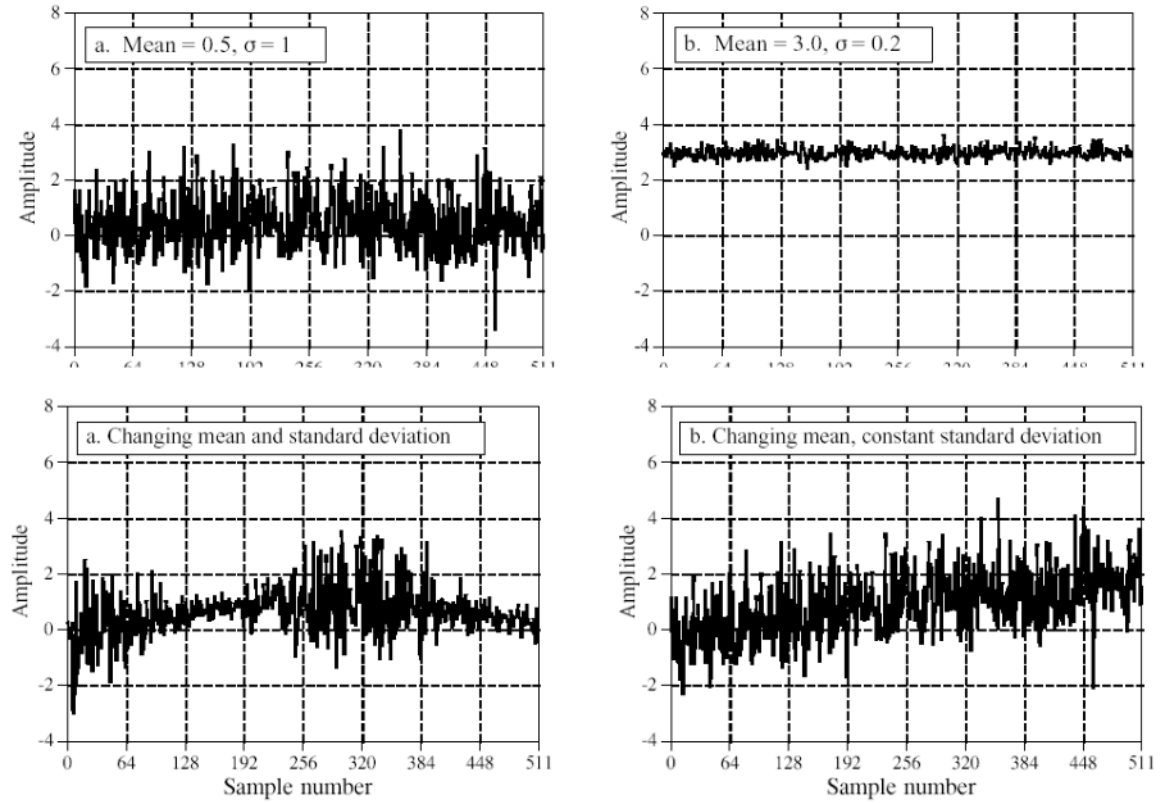 a. Mean = 0.5, σ = 1
8
6
4
2
0
-2
-4
Amplitude
b. Mean = 3.0, σ = 0.2
8
6
4
2
0
-2
-4
Amplitude
a. Changing mean and standard deviation
8
6
4
2
0
-2
-4
Amplitude
0 64 128 192 256 320 384 448 511
Sample number
b. Changing mean, constant standard deviation
8
6
4
2
0
-2
-4
Amplitude
0 64 128 192 256 320 384 448 511
Sample number